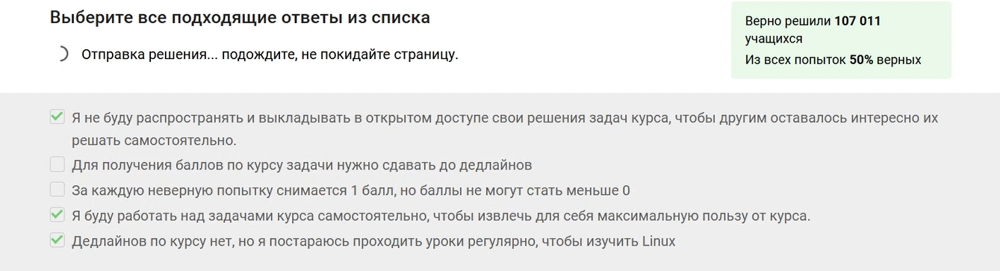 Выберите все подходящие ответы из списка
Отправка решения... подождите, не покидайте страницу.
Верно решили 107 011
учащихся
Из всех попыток 50% верных
Я не буду распространять и выкладывать в открытом доступе свои решения задач курса, чтобы другим оставалось интересно их
решать самостоятельно.
Для получения баллов по курсу задачи нужно сдавать до дедлайнов
За каждую неверную попытку снимается 1 балл, но баллы не могут стать меньше 0
Я буду работать над задачами курса самостоятельно, чтобы извлечь для себя максимальную пользу от курса.
Дедлайнов по курсу нет, но я постараюсь проходить уроки регулярно, чтобы изучить Linux